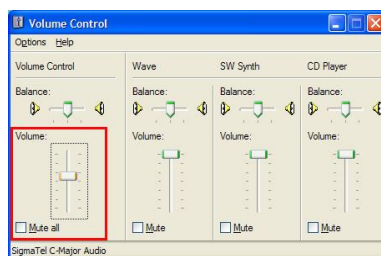 Volume Control
Options Help
Volume Control Wave SW Synth CD Player
Balance: Balance: Balance: Balance:
Volume: Volume: Volume: Volume:
Mute all Mute Mute Mute
SigmaTel C-Major Audio